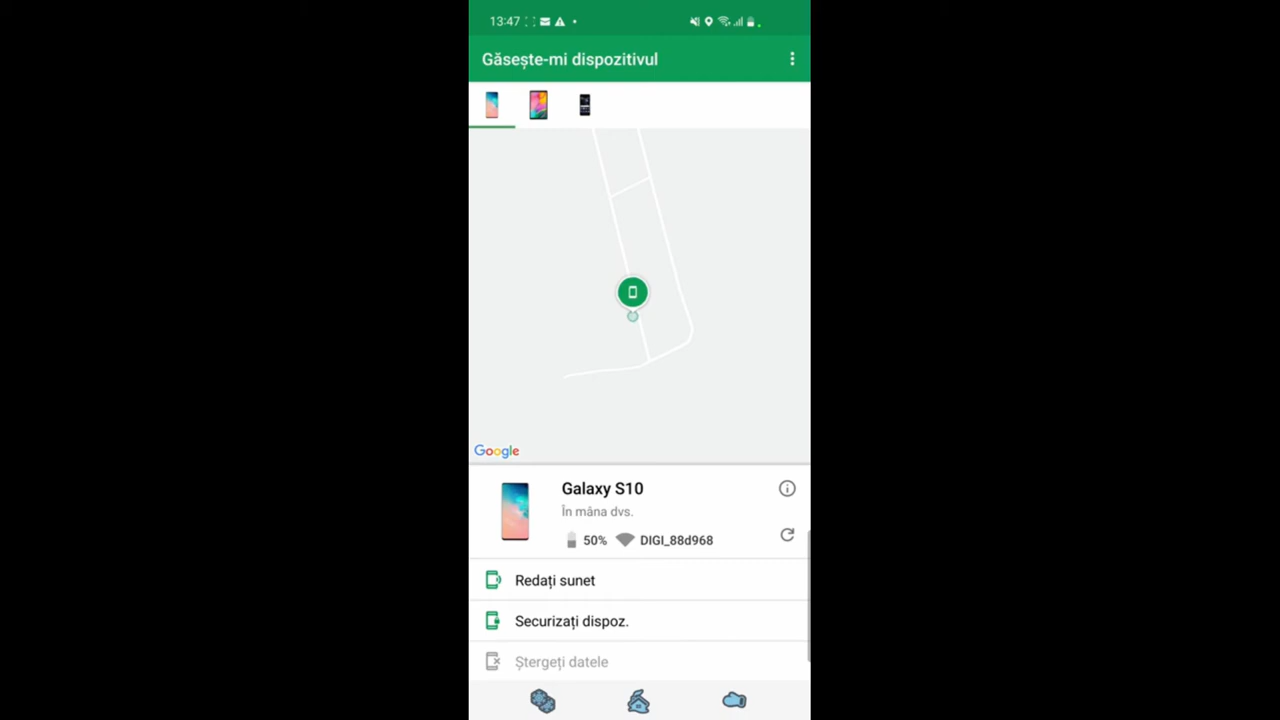 13:47
Găsește-mi dispozitivul
Google
Galaxy S10
În mâna dvs.
50% DIGI_88d968
Redați sunet
Securizați dispoz.
Ștergeți datele